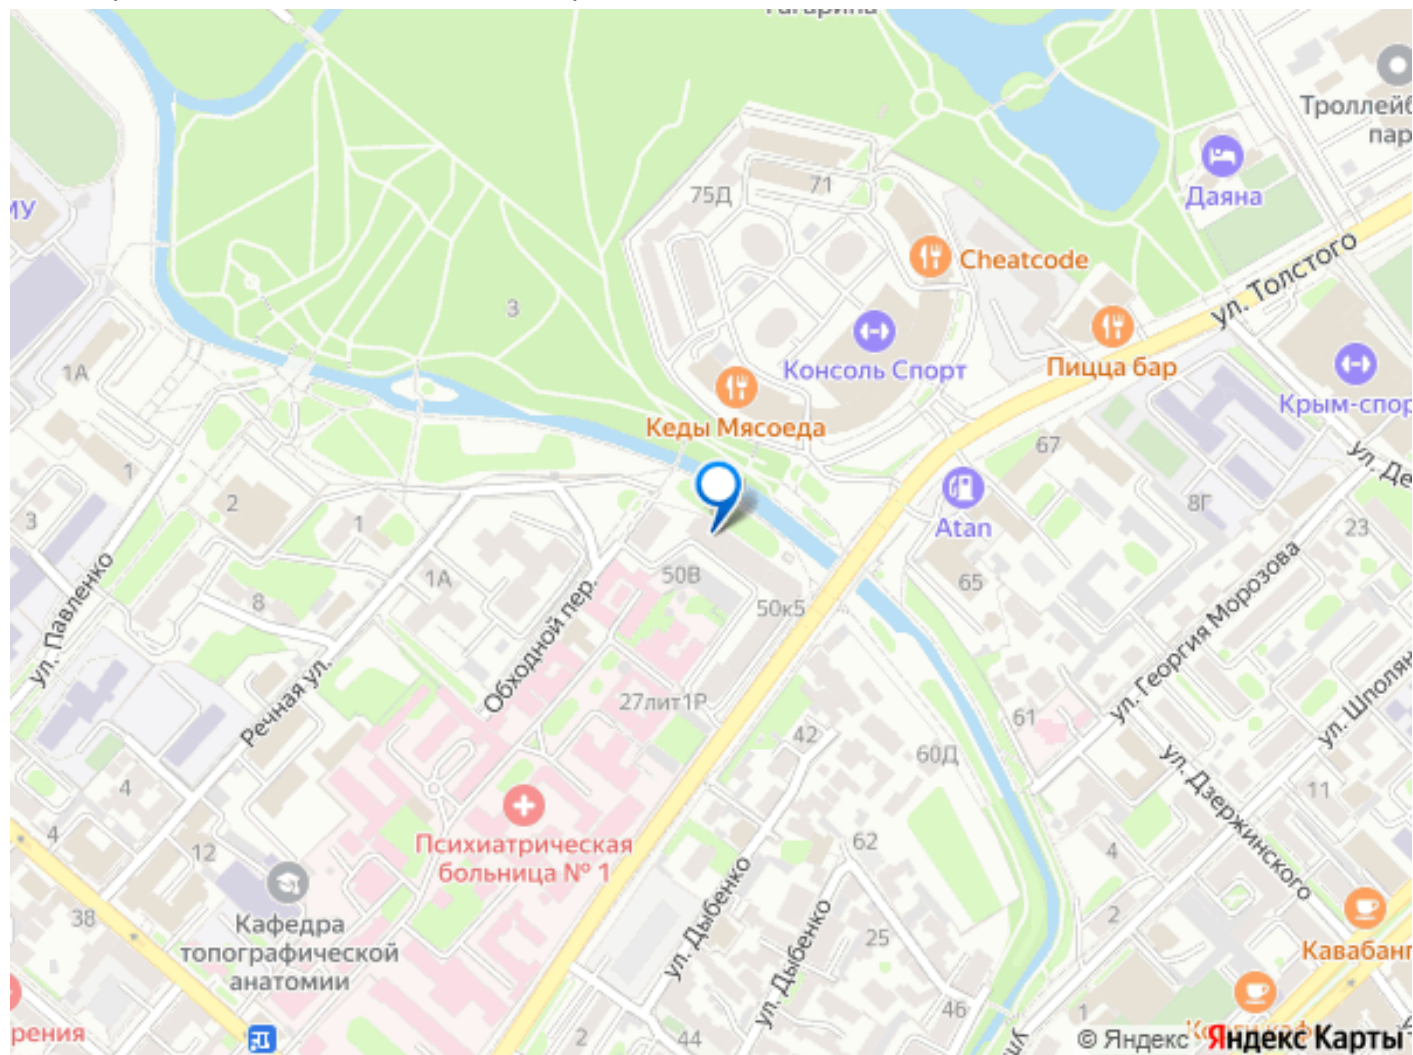 Гагарина
Троллейб
пар
71
75Д
МУ
Даяна
Cheatcode
ул. Толстого
3
Консоль Спорт
Пицца бар
1А
Крым-спор
Кеды Мясоеда
67
ул. Де
1
2
8Г
3
1
Atan
23
1А
50В
65
8
50к5
ул. Павленко
Обходной пер.
ул. Георгия Морозова
Речная ул.
27лит1Р
61
ул. Шполян
42
60Д
4
11
ул. Дзержинского
4
Психиатрическая
больница № 1
62
4
12
38
Кафедра
топографической
анатомии
ул. Дыбенко
ул. Дыбенко
25
2
Кавабанг
46
1
рения
2
44
© Яндекс
Яндекс Карты